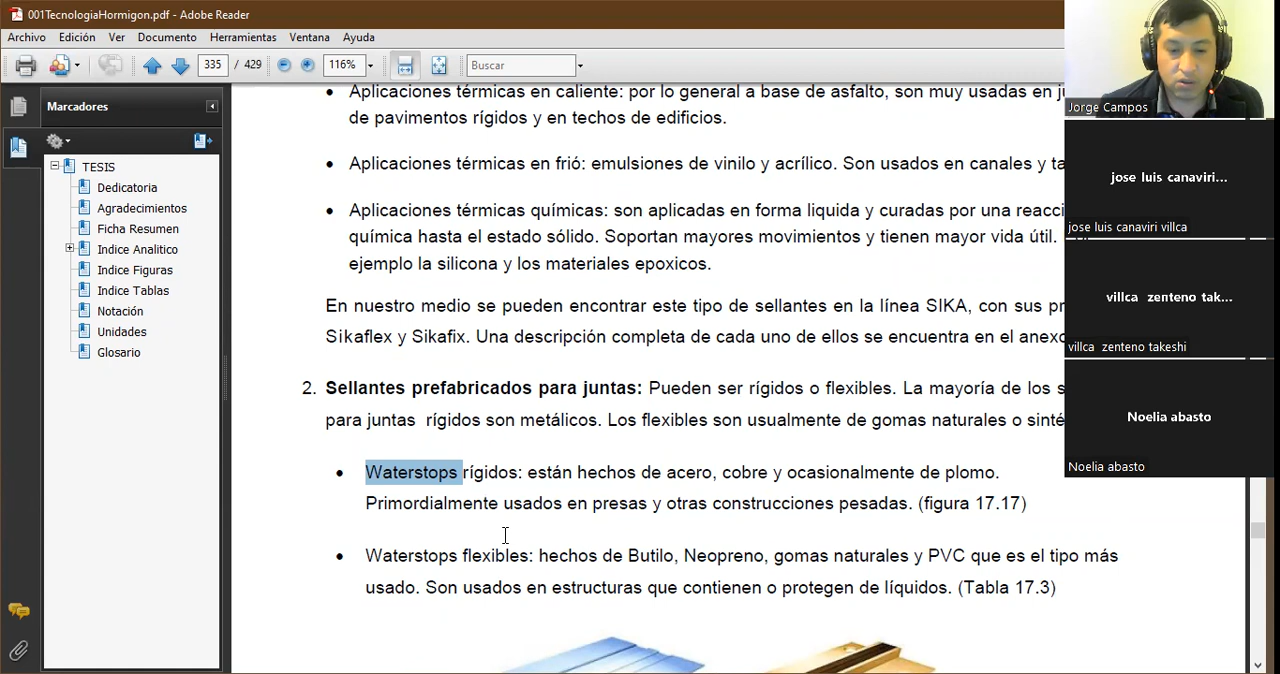 001TecnologiaHormigon.pdf - Adobe Reader
Archivo Edición Ver Documento Herramientas Ventana Ayuda
335 / 429 116% Buscar
Marcadores
TESIS
Dedicatoria
Agradecimientos
Ficha Resumen
Indice Analitico
Indice Figuras
Indice Tablas
Notación
Unidades
Glosario
Aplicaciones térmicas en caliente: por lo general a base de asfalto, son muy usadas en
de pavimentos rígidos y en techos de edificios.
Aplicaciones térmicas en frió: emulsiones de vinilo y acrílico. Son usados en canales y
Aplicaciones térmicas químicas: son aplicadas en forma liquida y curadas por una
química hasta el estado sólido. Soportan mayores movimientos y tienen mayor vida útil.
ejemplo la silicona y los materiales epoxicos.
En nuestro medio se pueden encontrar este tipo de sellantes en la línea SIKA, con sus
Sikaflex y Sikafix. Una descripción completa de cada uno de ellos se encuentra en el
2. Sellantes prefabricados para juntas: Pueden ser rígidos o flexibles. La mayoría de los
para juntas rígidos son metálicos. Los flexibles son usualmente de gomas naturales o
Waterstops rígidos: están hechos de acero, cobre y ocasionalmente de plomo.
Primordialmente usados en presas y otras construcciones pesadas. (figura 17.17)
Waterstops flexibles: hechos de Butilo, Neopreno, gomas naturales y PVC que es el tipo más
usado. Son usados en estructuras que contienen o protegen de líquidos. (Tabla 17.3)
Jorge Campos
jose luis canaviri...
jose luis canaviri villca
villca zenteno tak...
villca zenteno takeshi
Noelia abasto
Noelia abasto